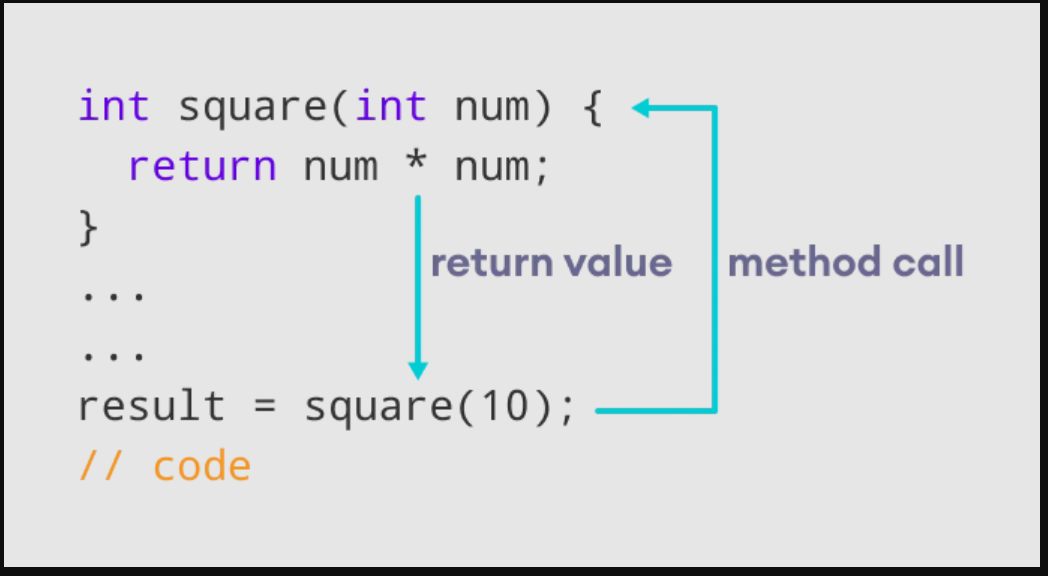 int square(int num) {
return num * num;
}
return value
method call
...
...
result = square(10);
// code